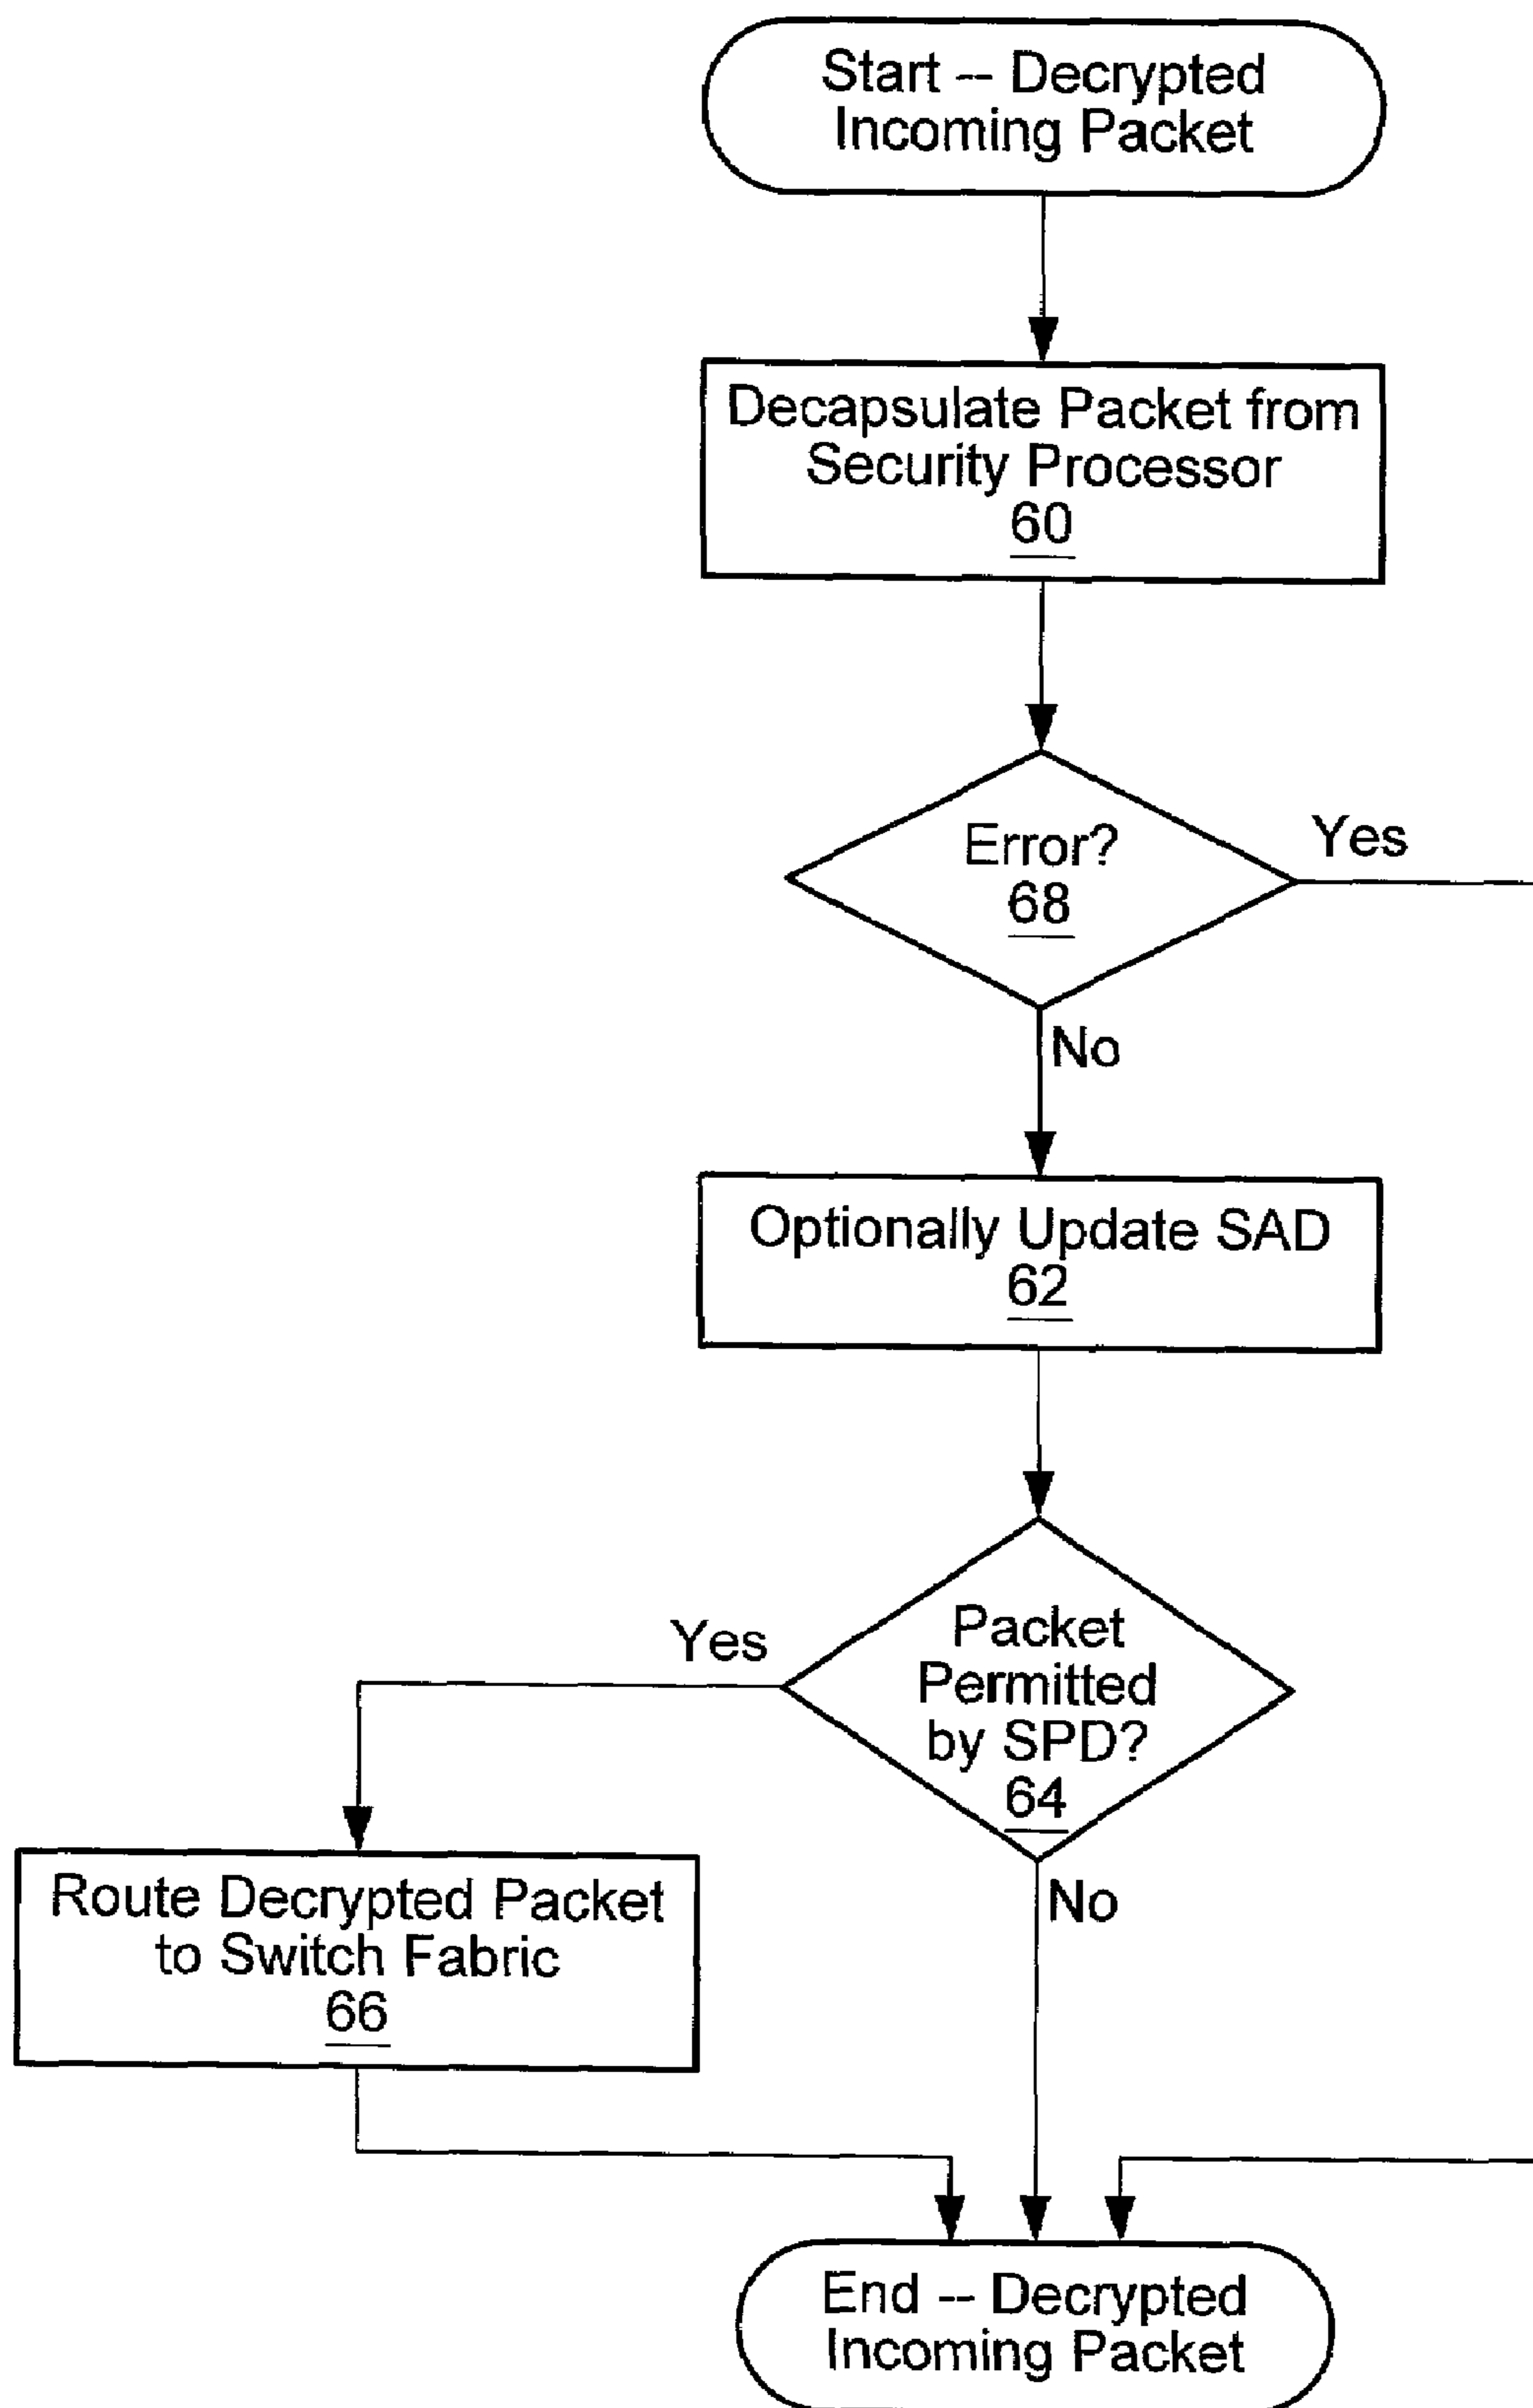 Start -- Decrypted
Incoming Packet
Decapsulate Packet from
Security Processor
60
Error?
68
Yes
No
Optionally Update SAD
62
Packet
Permitted
by SPD?
64
Yes
No
Route Decrypted Packet
to Switch Fabric
66
End -- Decrypted
Incoming Packet